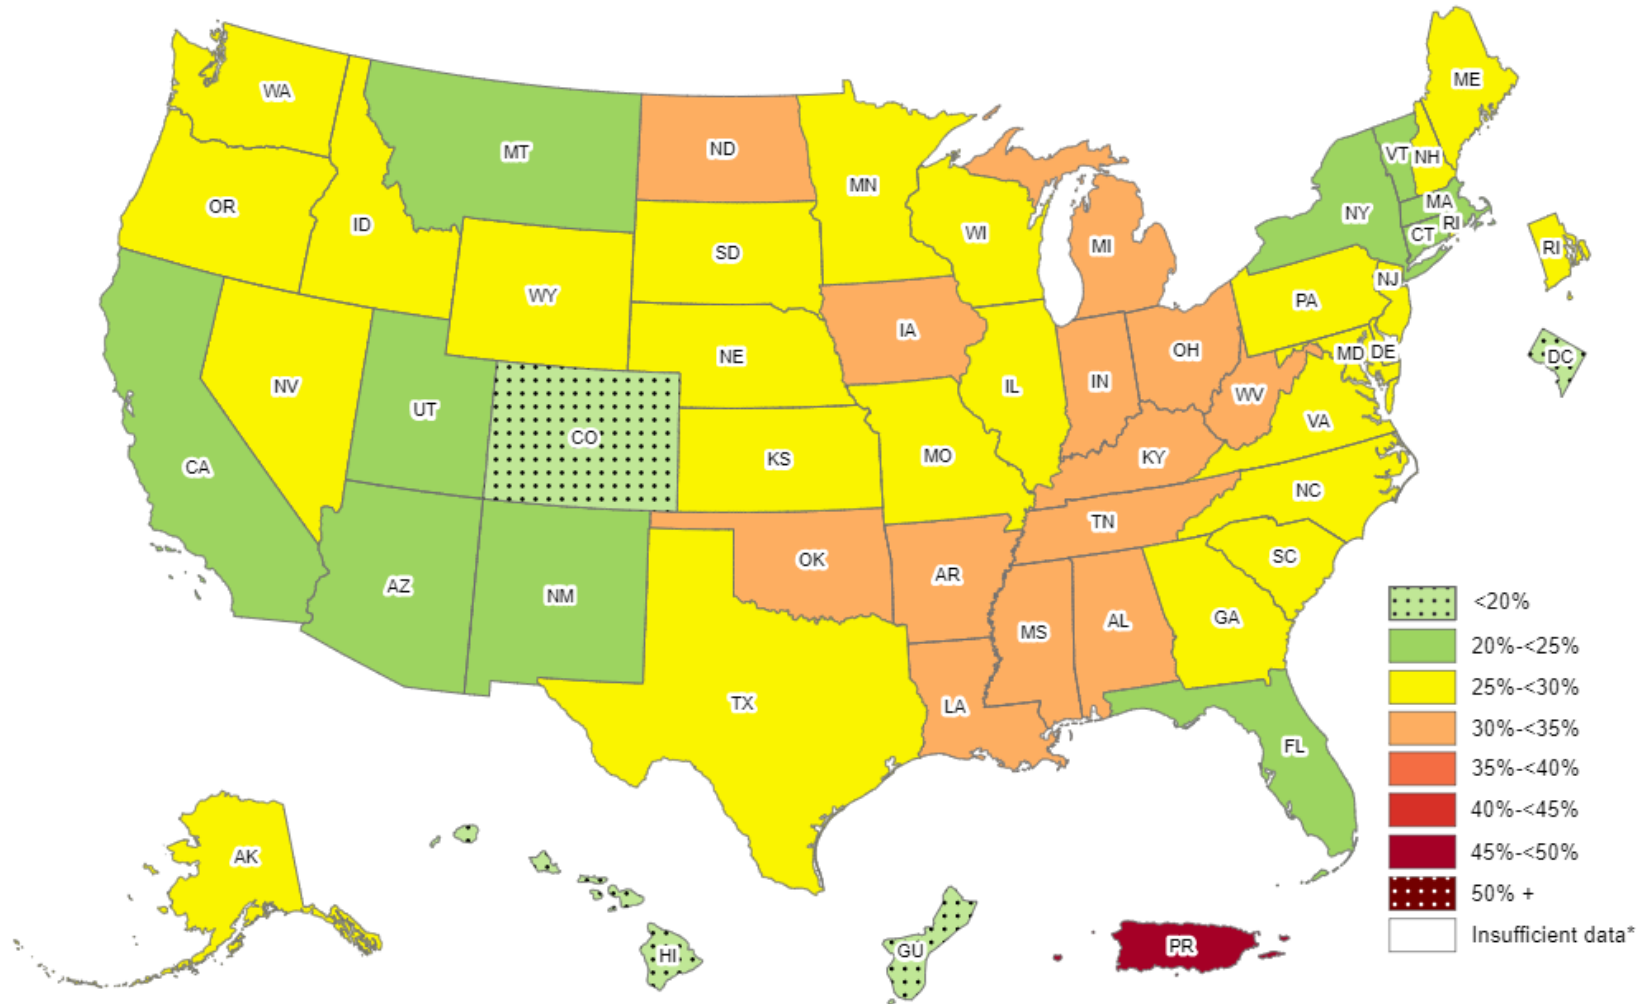 ME
WA
MT
ND
VT
NH
MN
OR
ID
MA
NY
RI
WI
CT
MI
RI
SD
NJ
WY
PA
IA
OH
MD
DE
DC
NE
NV
IL
IN
WV
UT
CO
VA
MO
KS
KY
CA
NC
TN
OK
SC
AR
AZ
NM
<20%
GA
AL
MS
20%-<25%
25%-<30%
TX
LA
30%-<35%
FL
35%-<40%
40%-<45%
45%-<50%
AK
50% +
Insufficient data*
PR
GU
HI